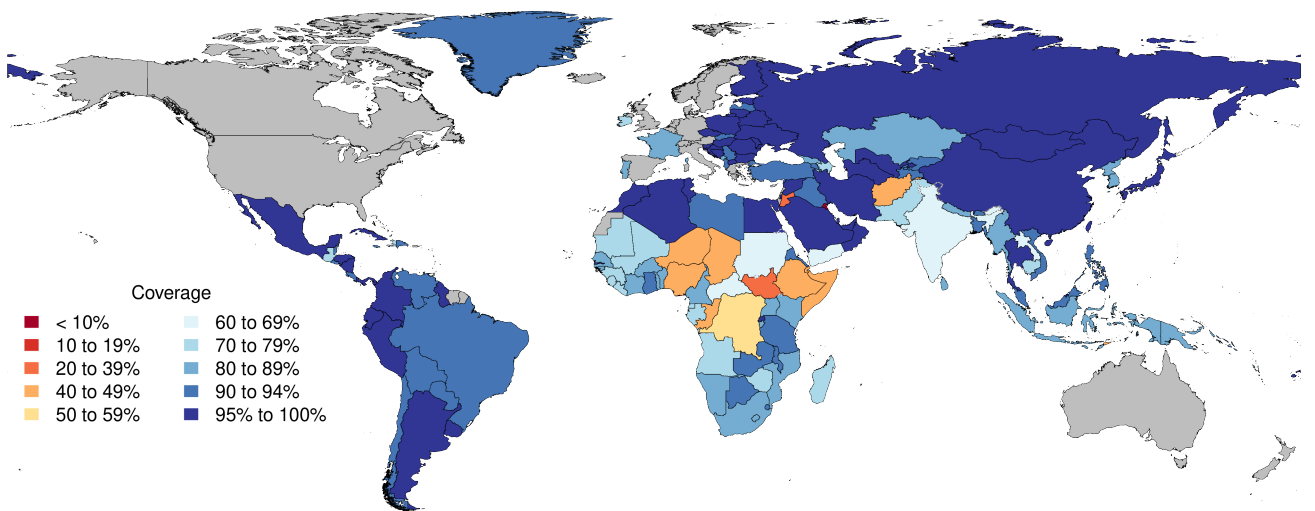 Coverage
< 10%
10 to 19%
20 to 39%
40 to 49%
50 to 59%
60 to 69%
70 to 79%
80 to 89%
90 to 94%
95% to 100%